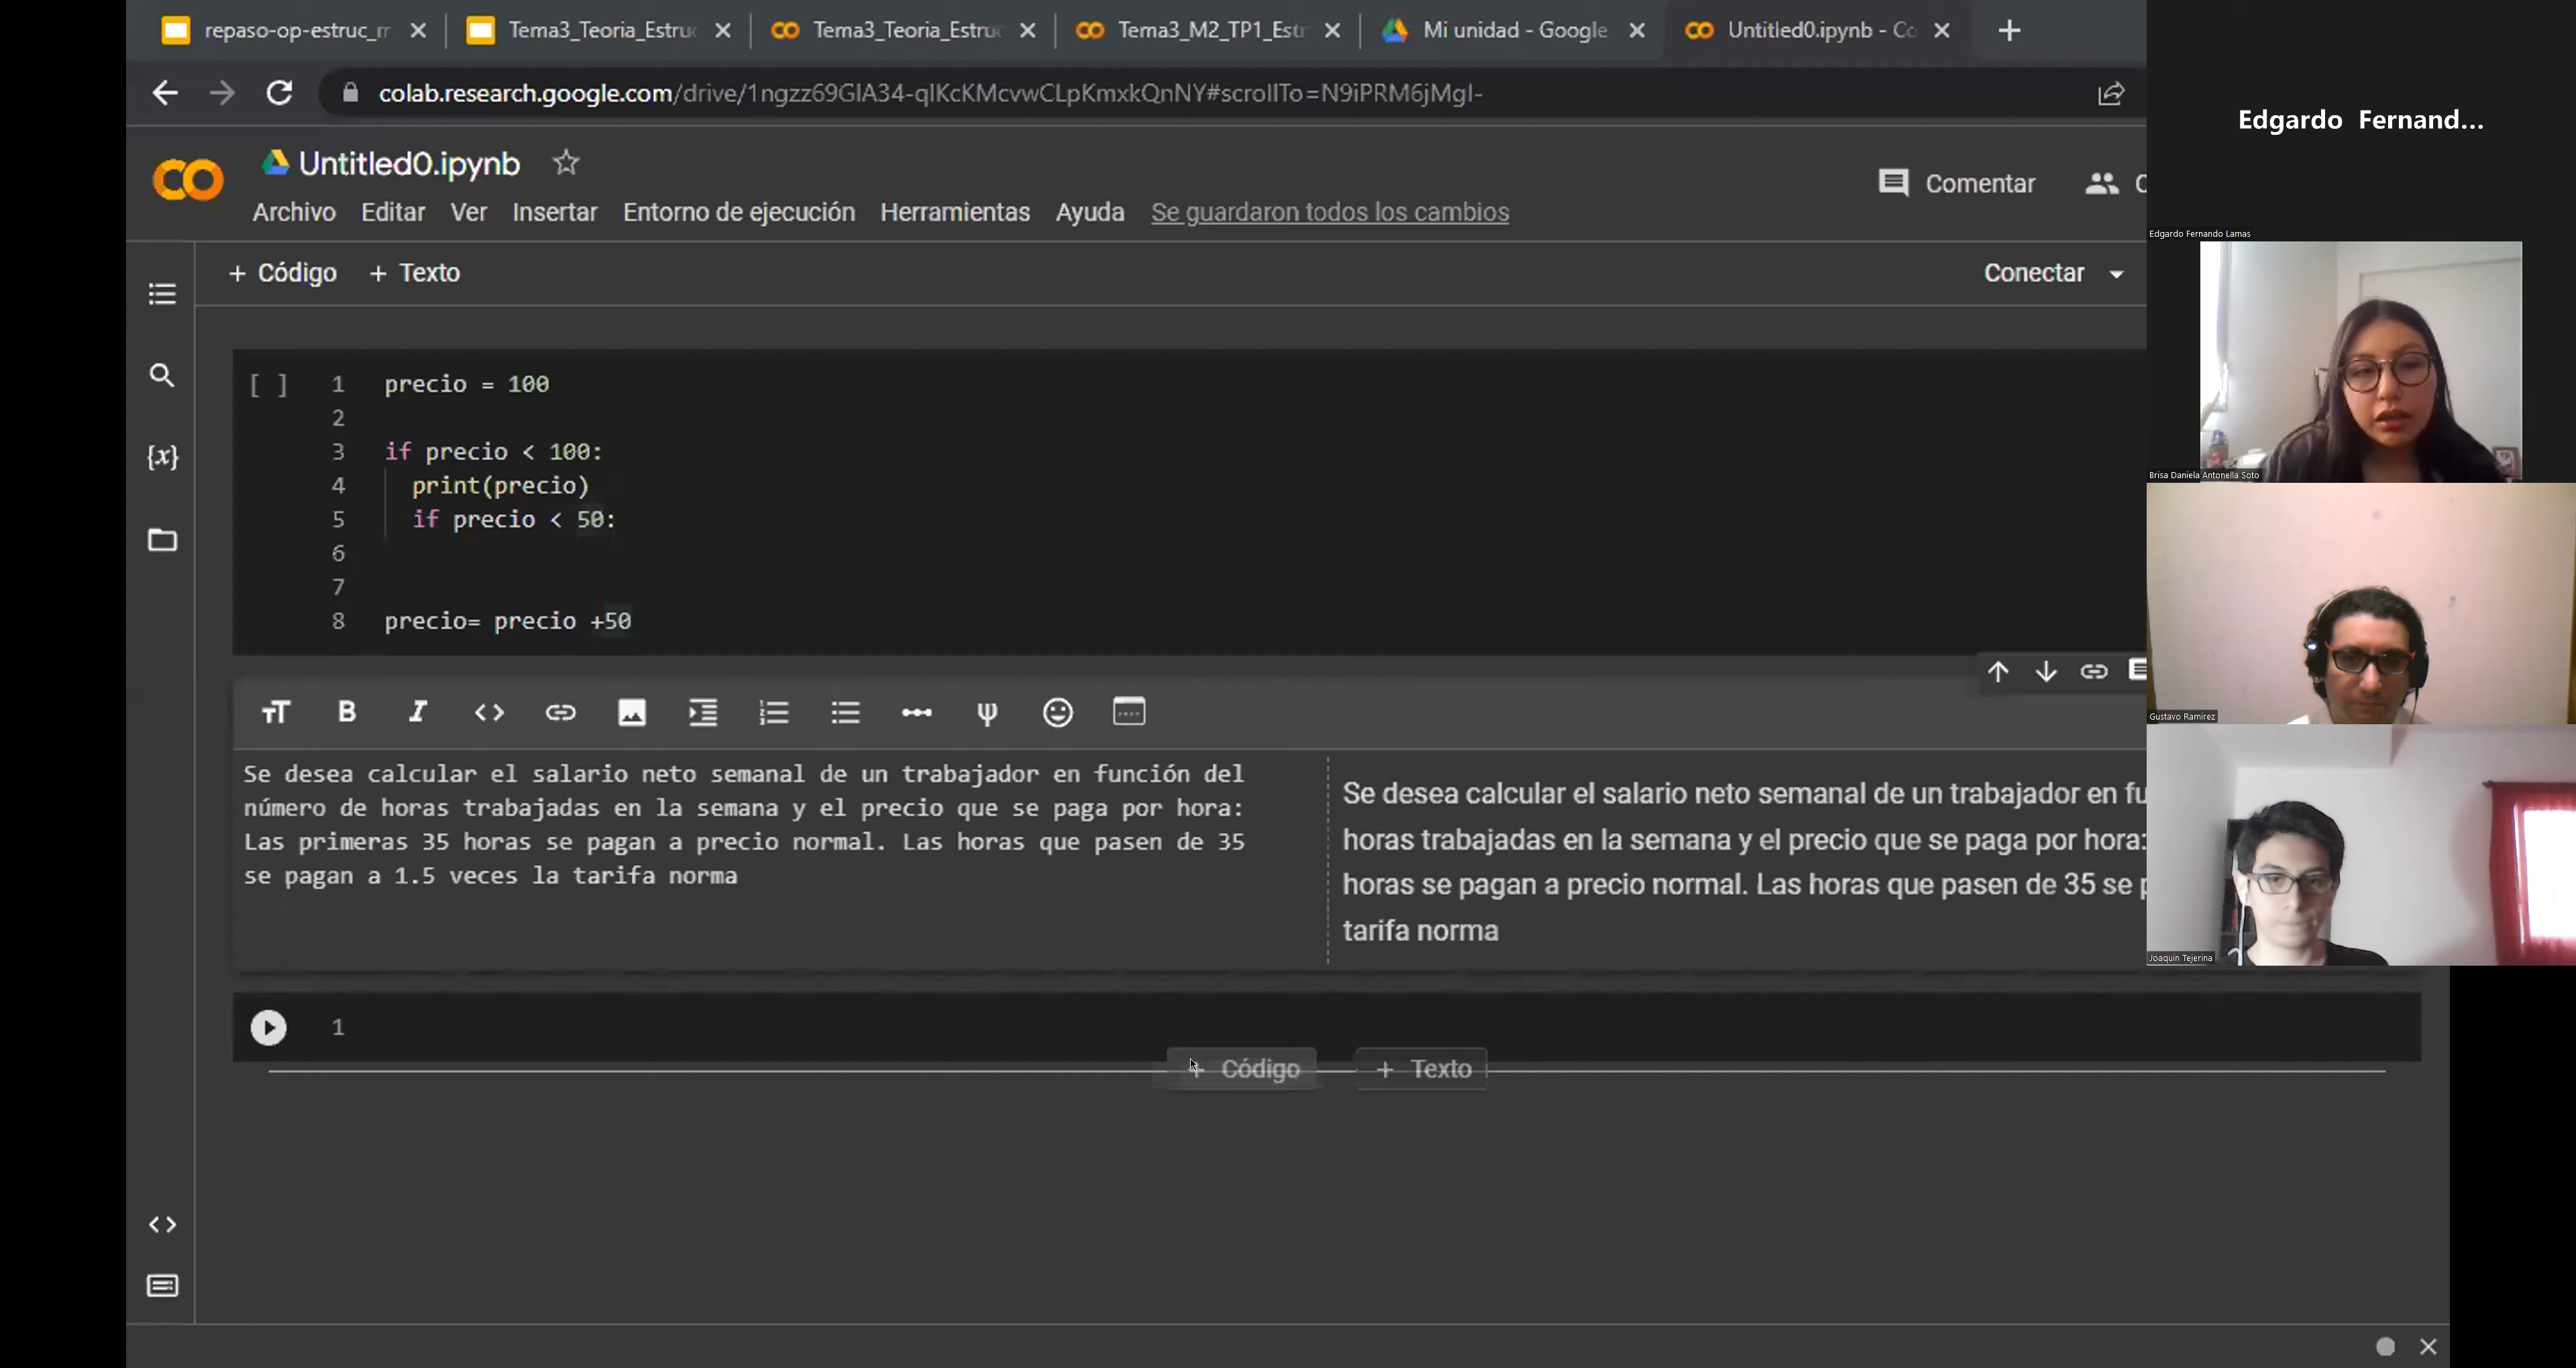 repaso-op-estruc_
Tema3_Teoria_Estru
Tema3_Teoria_Estru
Tema3_M2_TP1_Est
Mi unidad - Google
Untitled0.ipynb - Co
colab.research.google.com/drive/1ngzz69GlA34-qlKcKMcvwCLpKmxkQnNY#scrollTo=N9iPRM6jMgI-
Untitled0.ipynb
Comentar
Archivo Editar Ver Insertar Entorno de ejecución Herramientas Ayuda Se guardaron todos los cambios
+ Código + Texto
Conectar
[ ] 1 precio = 100
2
3 if precio < 100:
4 print(precio)
5 if precio < 50:
6
7
8 precio= precio +50
Se desea calcular el salario neto semanal de un trabajador en función del
número de horas trabajadas en la semana y el precio que se paga por hora:
Las primeras 35 horas se pagan a precio normal. Las horas que pasen de 35
se pagan a 1.5 veces la tarifa norma
Se desea calcular el salario neto semanal de un trabajador en fu
horas trabajadas en la semana y el precio que se paga por hora:
horas se pagan a precio normal. Las horas que pasen de 35 se p
tarifa norma
1
+ Código + Texto
Edgardo Fernand...
Edgardo Fernando Lamas
Brisa Daniela Antonella Soto
Gustavo Ramirez
Joaquin Tejerina